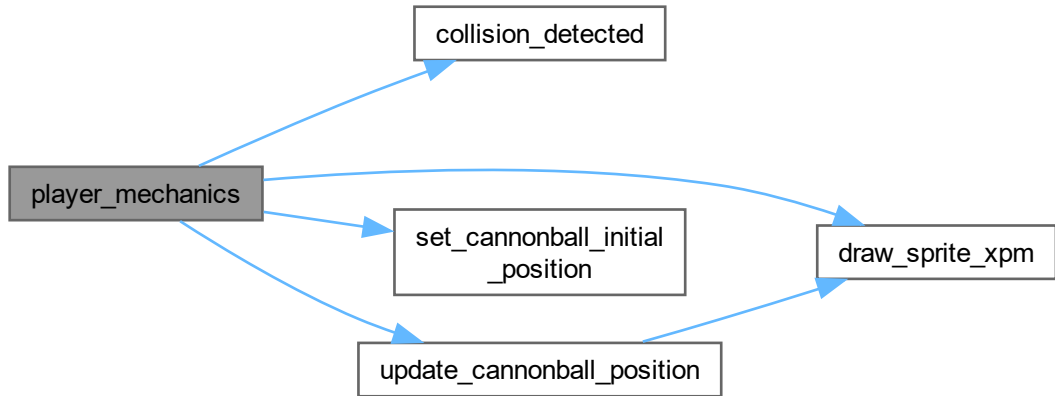 collision_detected
player_mechanics
set_cannonball_initial
_position
draw_sprite_xpm
update_cannonball_position